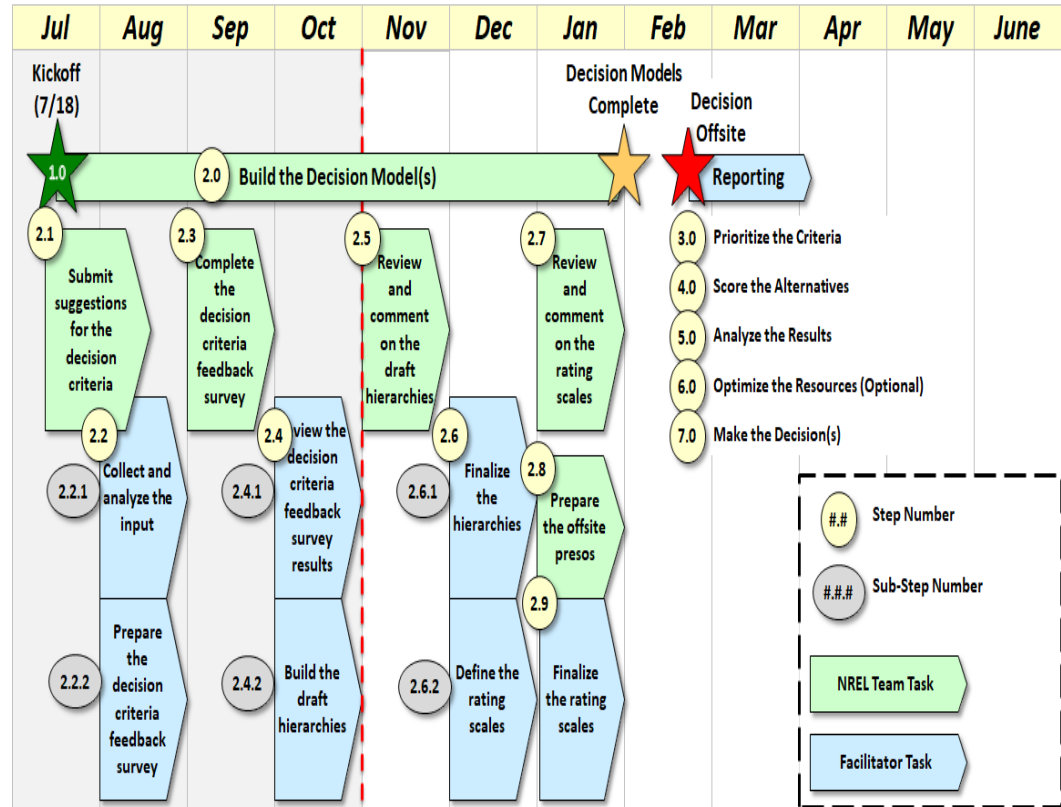 Jul Aug Sep Oct Nov Dec Jan Feb Mar Apr May June
Kickoff
(7/18)
Decision Models
Complete
Decision
Offsite
1.0
2.0
Build the Decision Model(s)
Reporting
2.1
Submit
suggestions
for the
decision
criteria
2.3
Complete
the
decision
criteria
feedback
survey
2.5
Review
and
comment
on the
draft
hierarchies
2.7
Review
and
comment
on the
rating
scales
3.0 Prioritize the Criteria
4.0 Score the Alternatives
5.0 Analyze the Results
6.0 Optimize the Resources (Optional)
7.0 Make the Decision(s)
2.2
2.2.1
Collect and
analyze the
input
2.4
2.4.1
view the
decision
criteria
feedback
survey
results
2.6
2.6.1
Finalize
the
hierarchies
2.8
Prepare
the offsite
presos
2.2.2
Prepare
the
decision
criteria
feedback
survey
2.4.2
Build the
draft
hierarchies
2.6.2
Define the
rating
scales
2.9
Finalize
the rating
scales
#.# Step Number
#.#.# Sub-Step Number
NREL Team Task
Facilitator Task